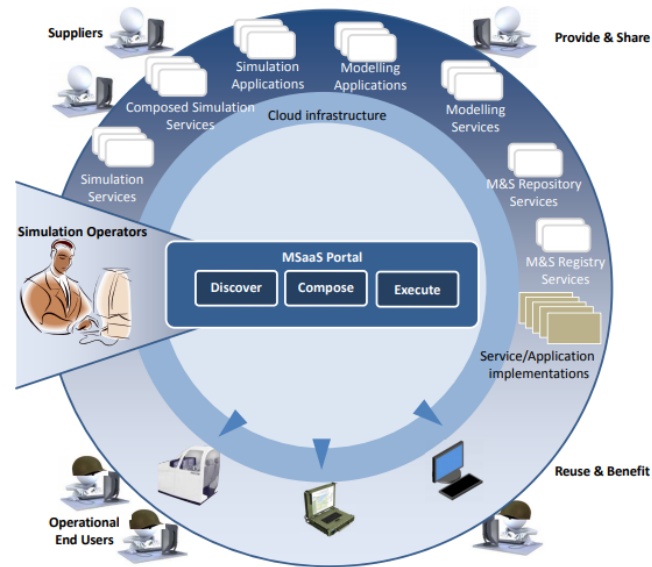 Suppliers
Provide & Share
Simulation
Applications
Modelling
Applications
Composed Simulation
Services
Modelling
Services
Cloud infrastructure
Simulation
Services
M&S Repository
Services
Simulation Operators
MSaaS Portal
Discover
Compose
Execute
M&S Registry
Services
Service/Application
implementations
Reuse & Benefit
Operational
End Users